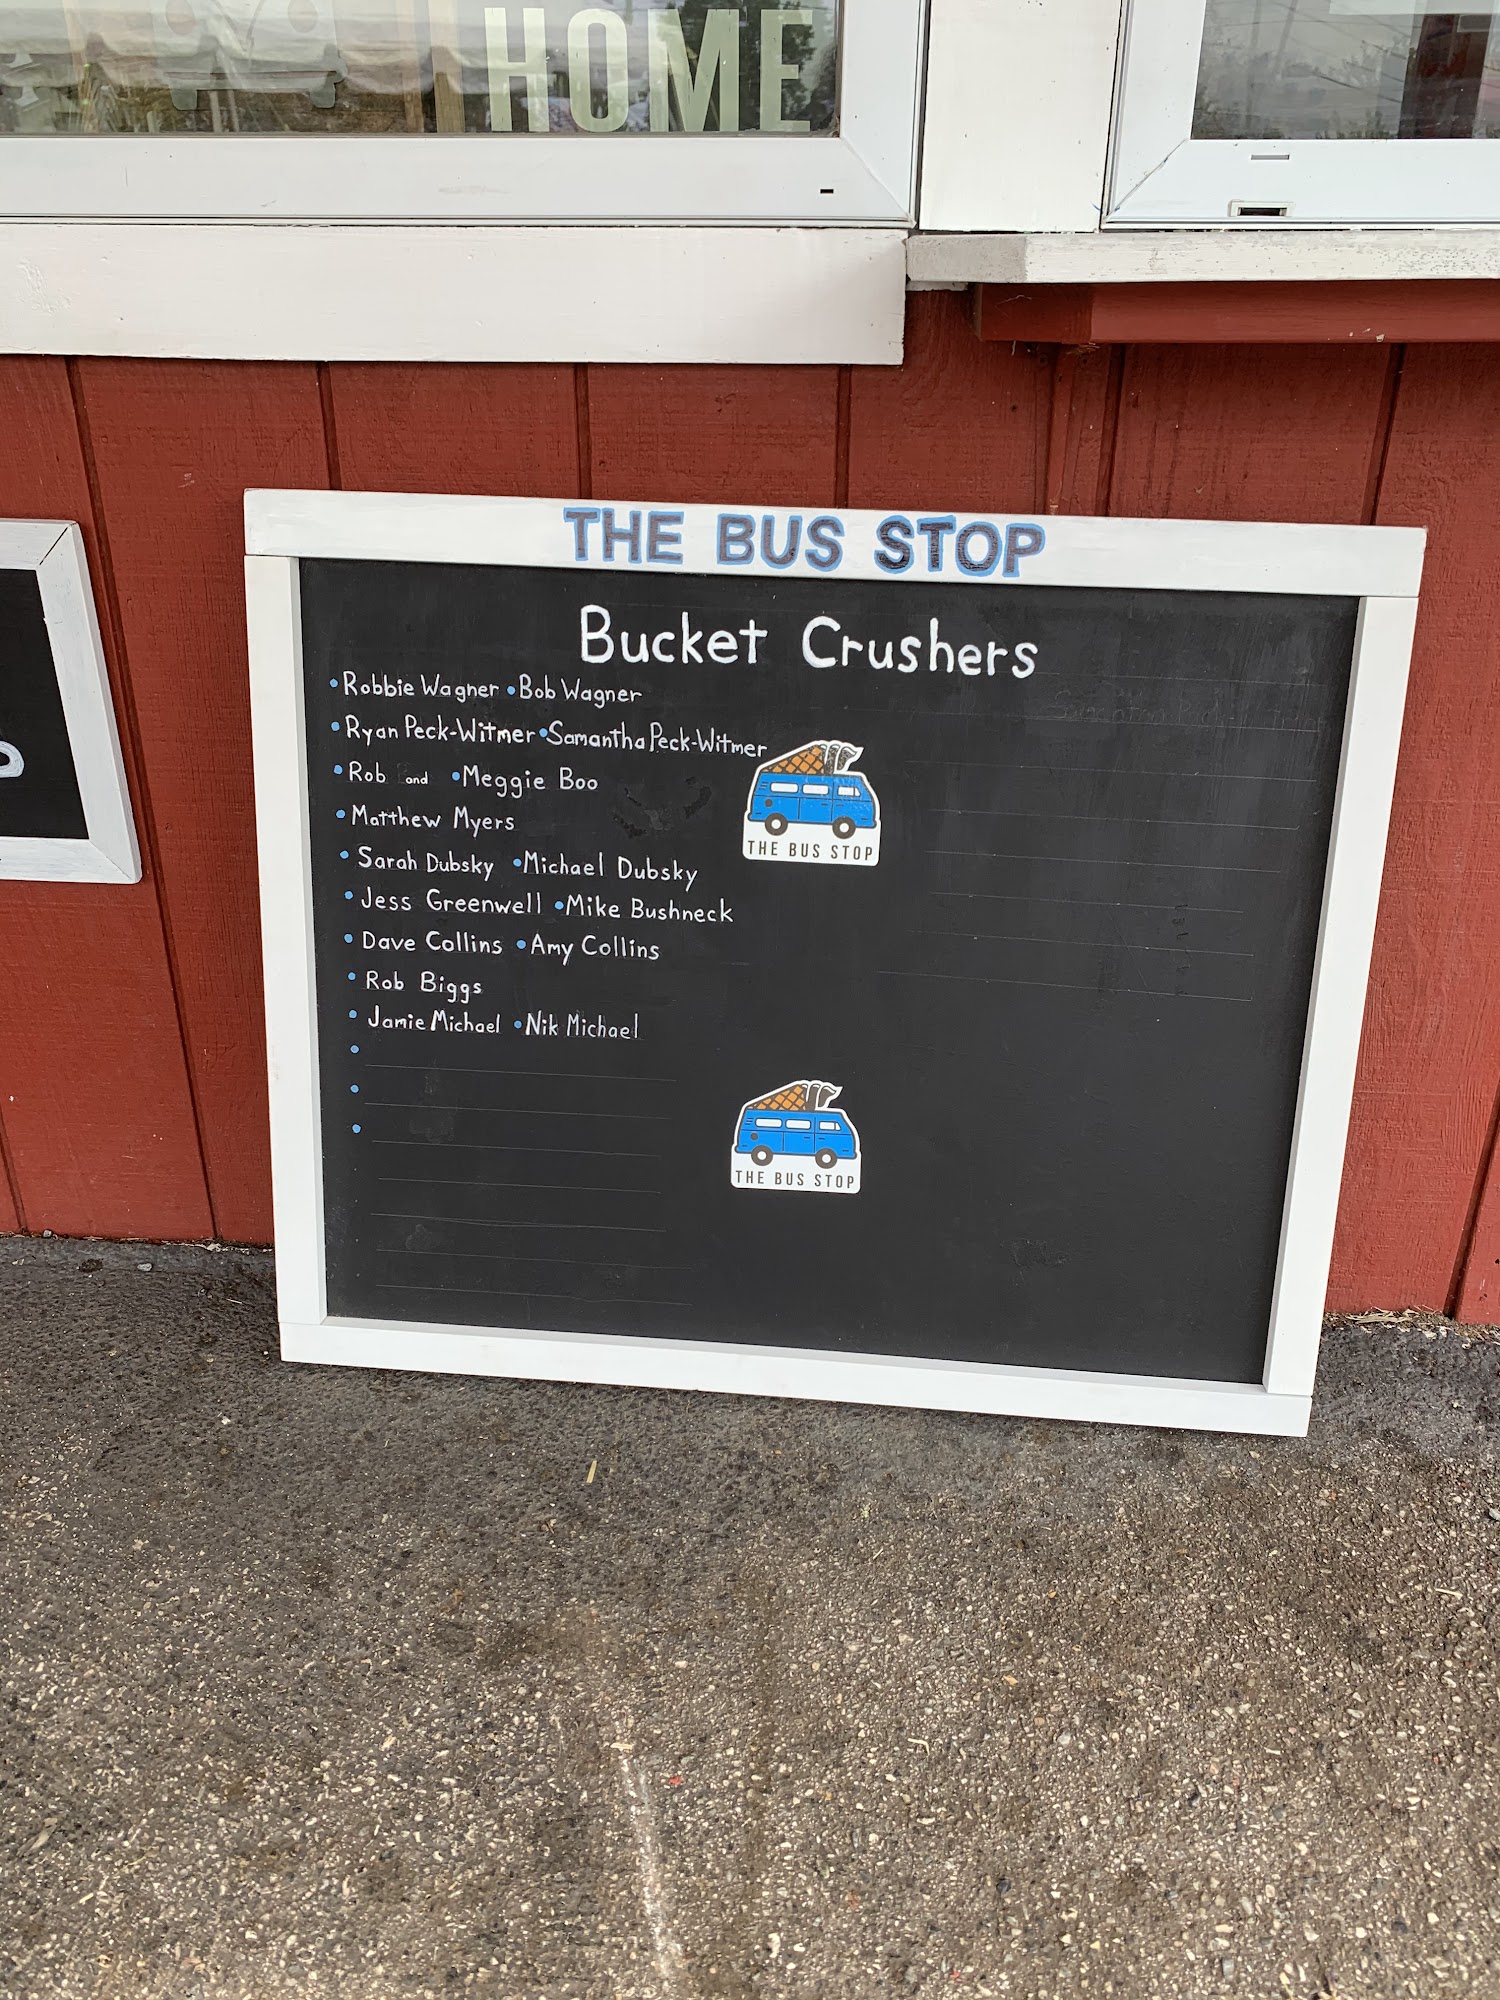 HOME
THE BUS STOP
Bucket Crushers
• Robbie Wagner • Bob Wagner
• Ryan Peck-Witmer • Samantha Peck-Witmer
• Rob and • Meggie Boo
• Matthew Myers
• Sarah Dubsky • Michael Dubsky
• Jess Greenwell • Mike Bushneck
• Dave Collins • Amy Collins
• Rob Biggs
• Jamie Michael • Nik Michael
THE BUS STOP
THE BUS STOP